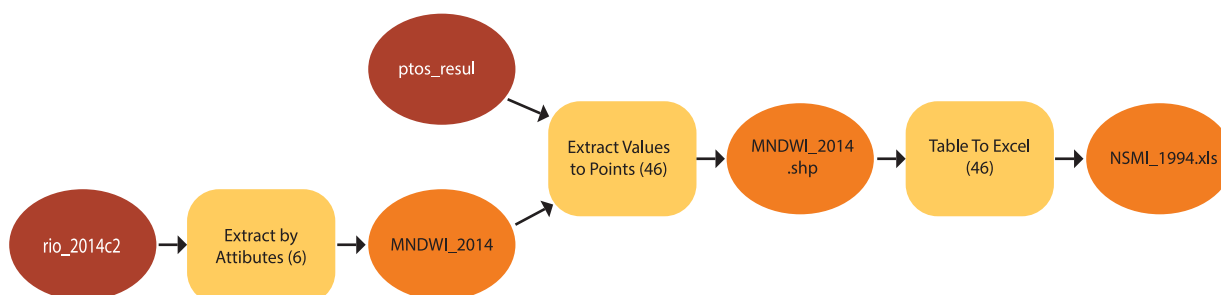 ptos_resul
Extract Values
to Points (46)
MNDWI_2014
.shp
Table To Excel
(46)
NSMI_1994.xls
rio_2014c2
Extract by
Attibutes (6)
MNDWI_2014